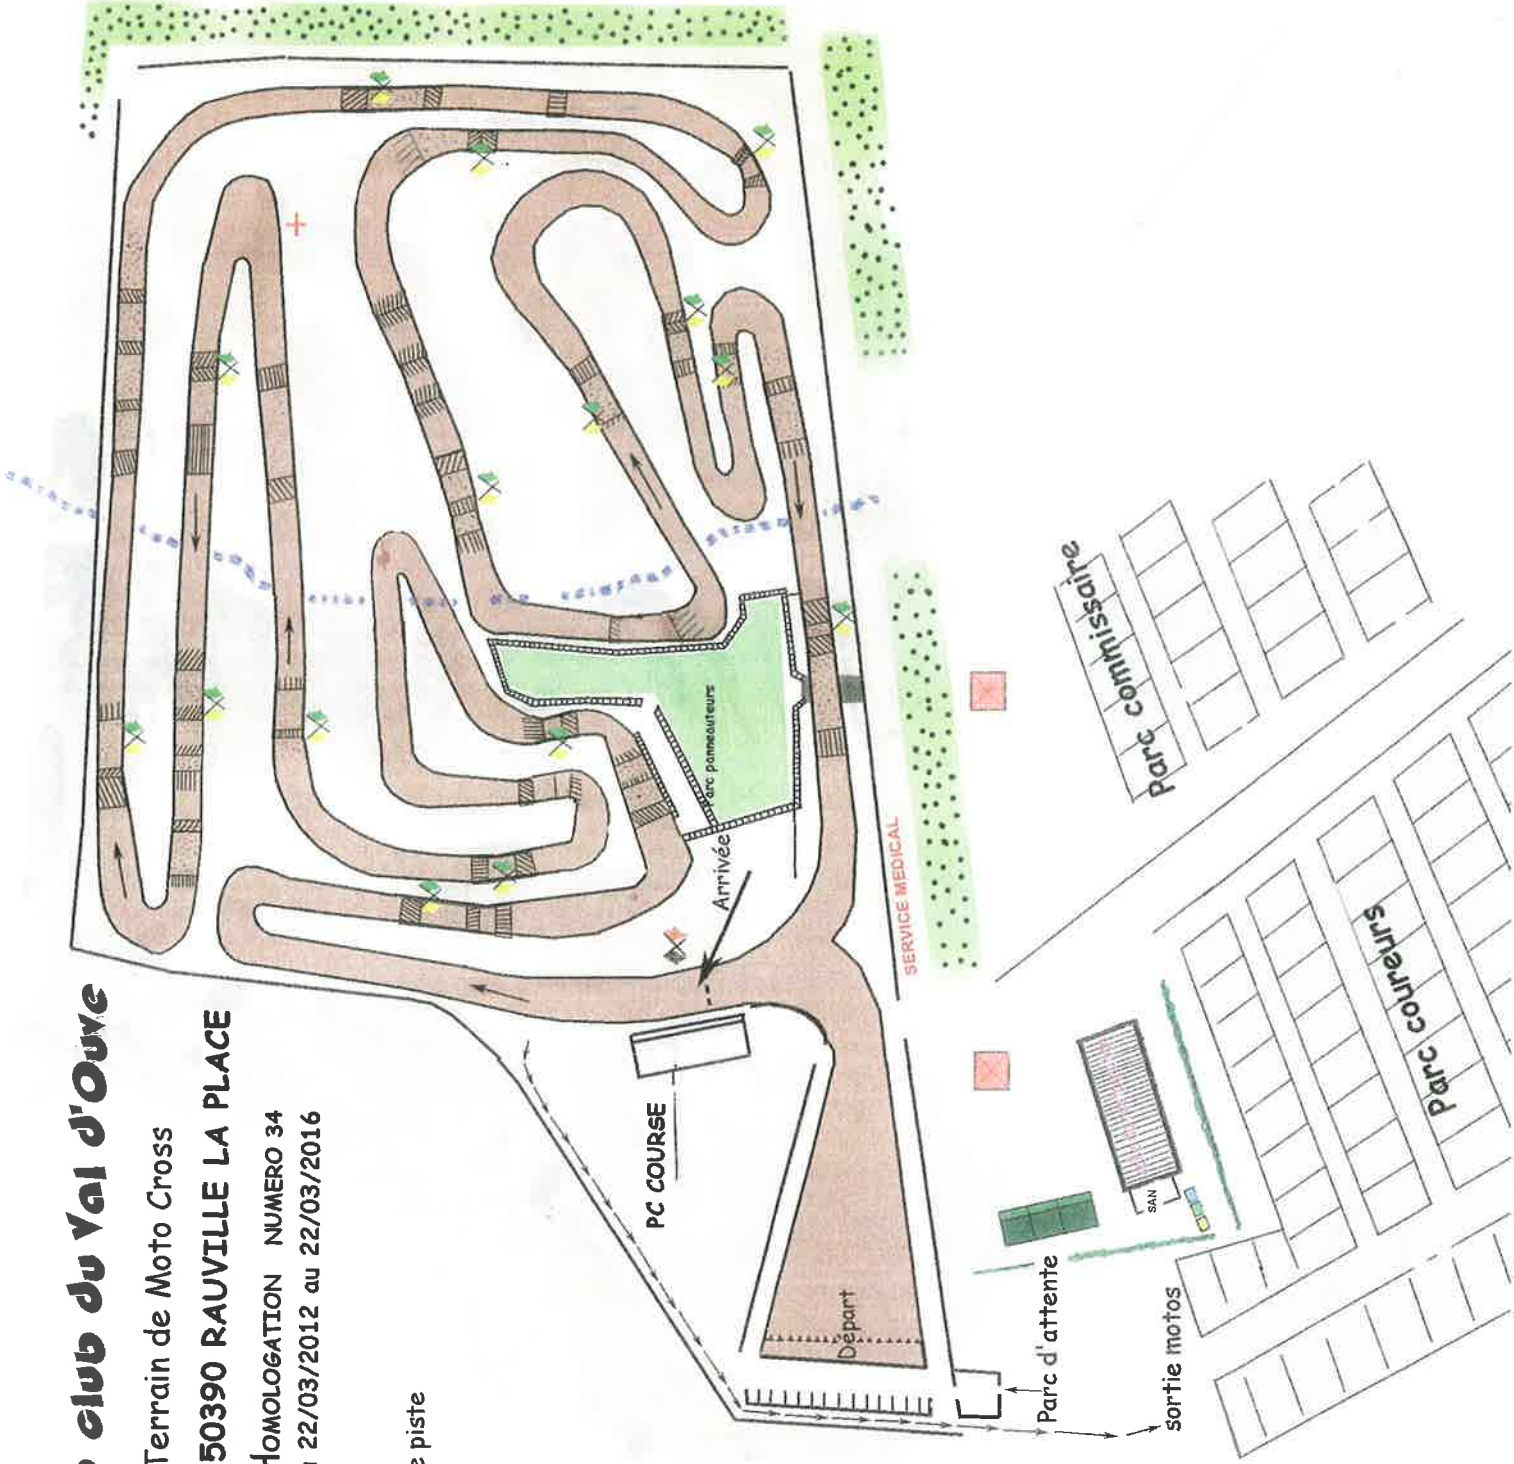 club du Val d'Ouve
Terrain de Moto Cross
50390 RAUVILLE LA PLACE
HOMOLOGATION NUMERO 34
22/03/2012 au 22/03/2016
piste
PC COURSE
Arrivée
Parc panneauteurs
Départ
SERVICE MEDICAL
Parc d'attente
sortie motos
SAN
Parc commissaire
Parc coureurs